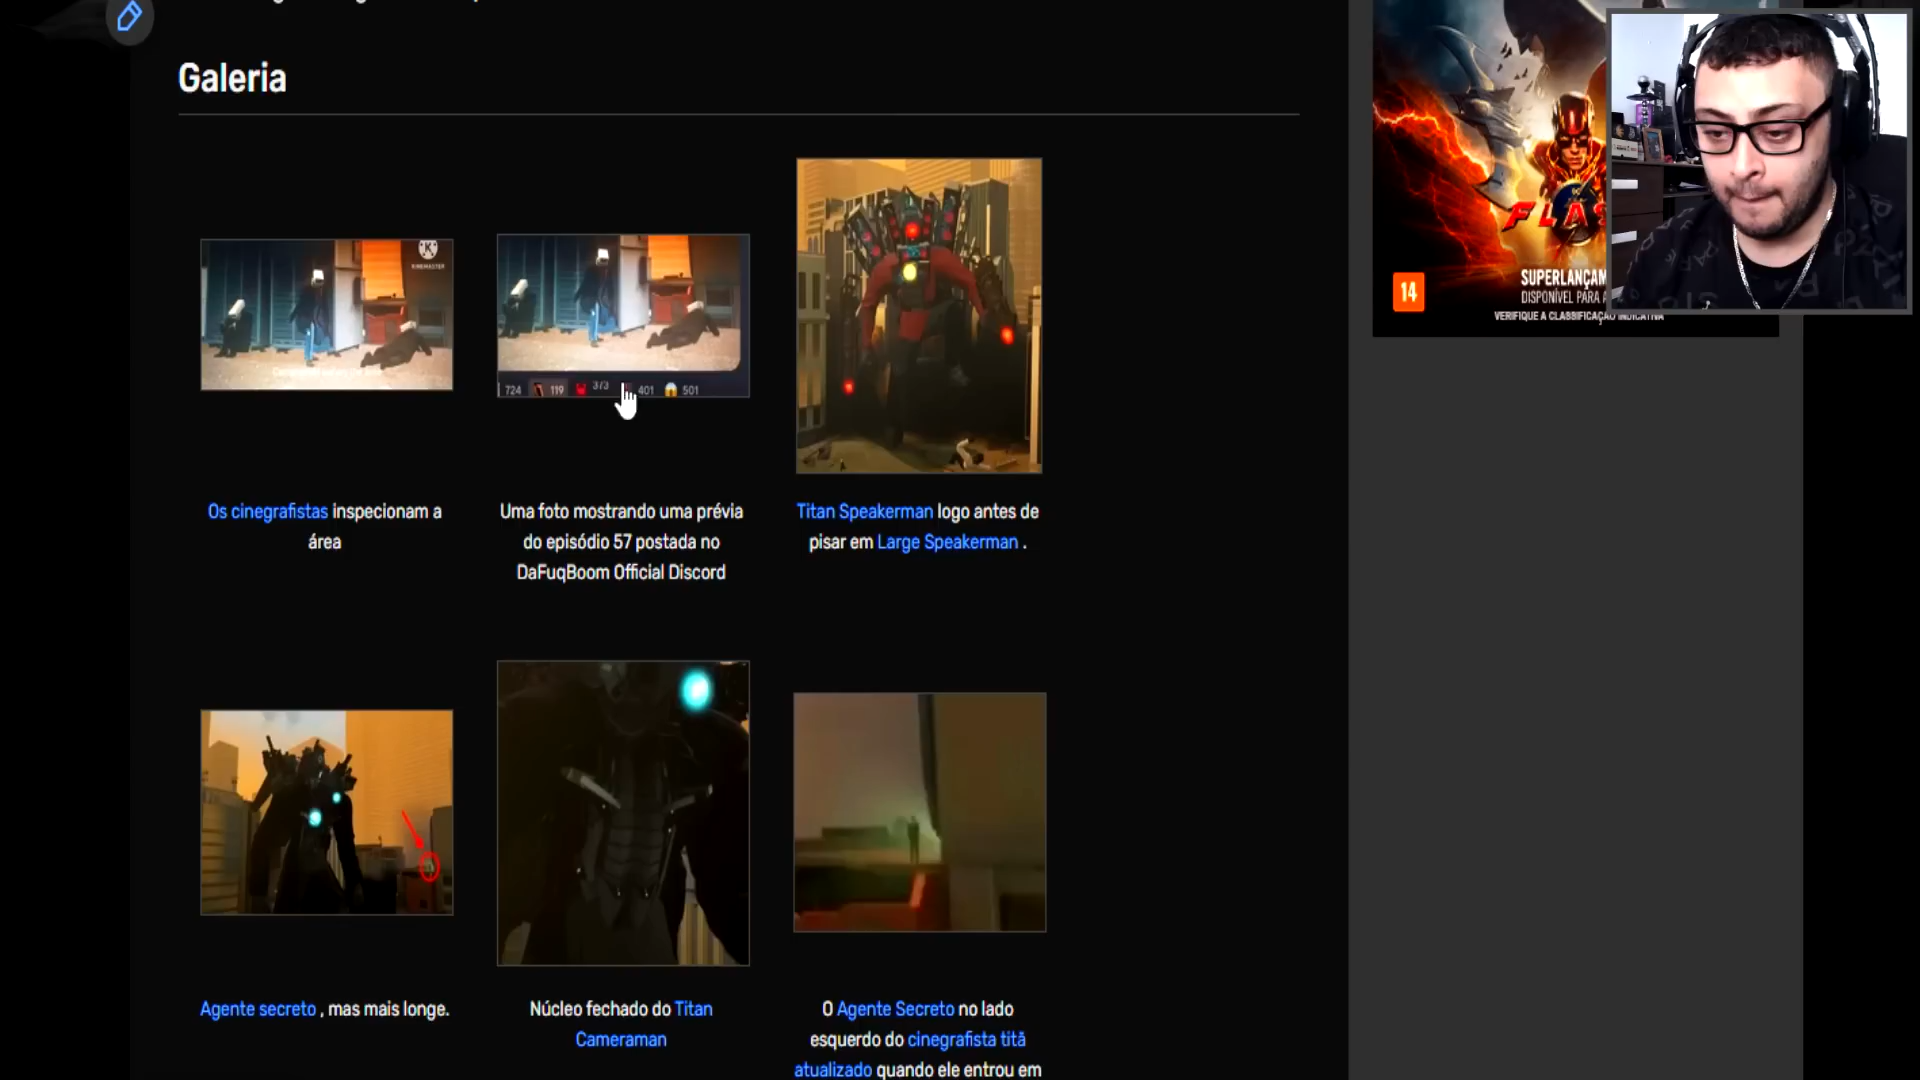 Galeria
KINEMASTER
724 119 373 401 501
Os cinegrafistas inspecionam a
área
Uma foto mostrando uma prévia
do episódio 57 postada no
DaFuqBoom Official Discord
Titan Speakerman logo antes de
pisar em Large Speakerman .
Agente secreto , mas mais longe.
Núcleo fechado do Titan
Cameraman
O Agente Secreto no lado
esquerdo do cinegrafista titã
atualizado quando ele entrou em
FLAS
14
SUPERLANÇAM
DISPONÍVEL PARA A
VERIFIQUE A CLASSIFICAÇÃO INDICATIVA